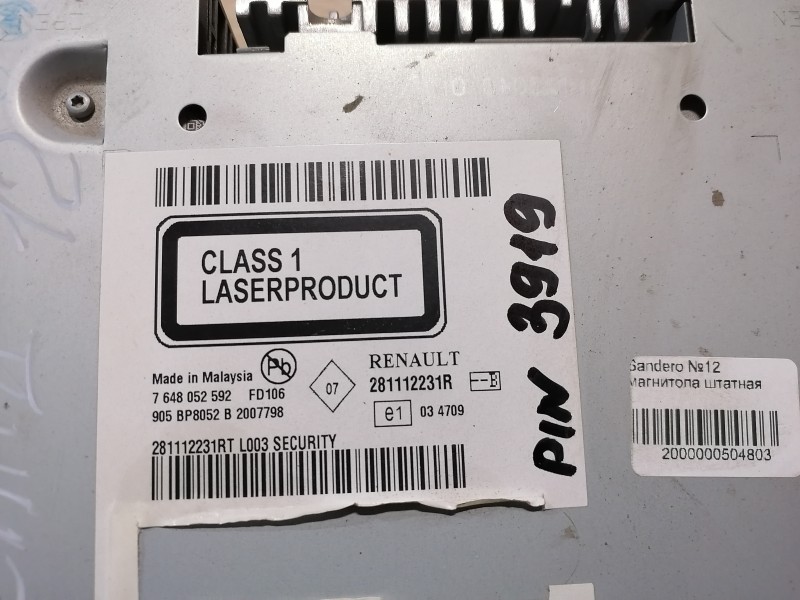 CLASS 1
LASERPRODUCT
Pb
Made in Malaysia
7 648 052 592 FD106
905 BP8052 B 2007798
07
RENAULT
281112231R
e1 03 4709
281112231RT L003 SECURITY
PIN 3919
Sandero №12
магнитола штатная
2000000504803